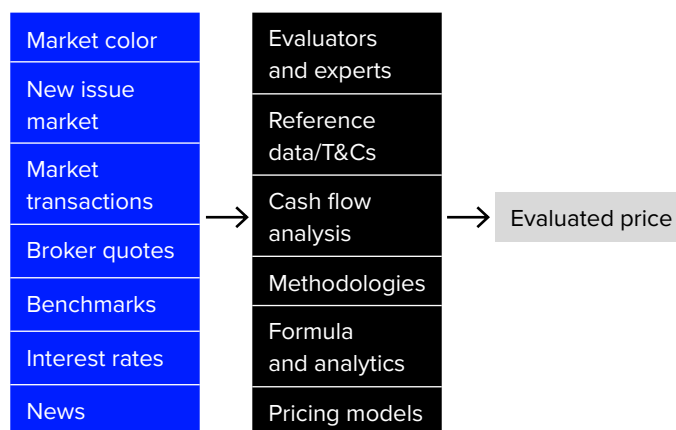 Market color
New issue
market
Market
transactions
Broker quotes
Benchmarks
Interest rates
News
Evaluators
and experts
Reference
data/T&Cs
Cash flow
analysis
Methodologies
Formula
and analytics
Pricing models
Evaluated price